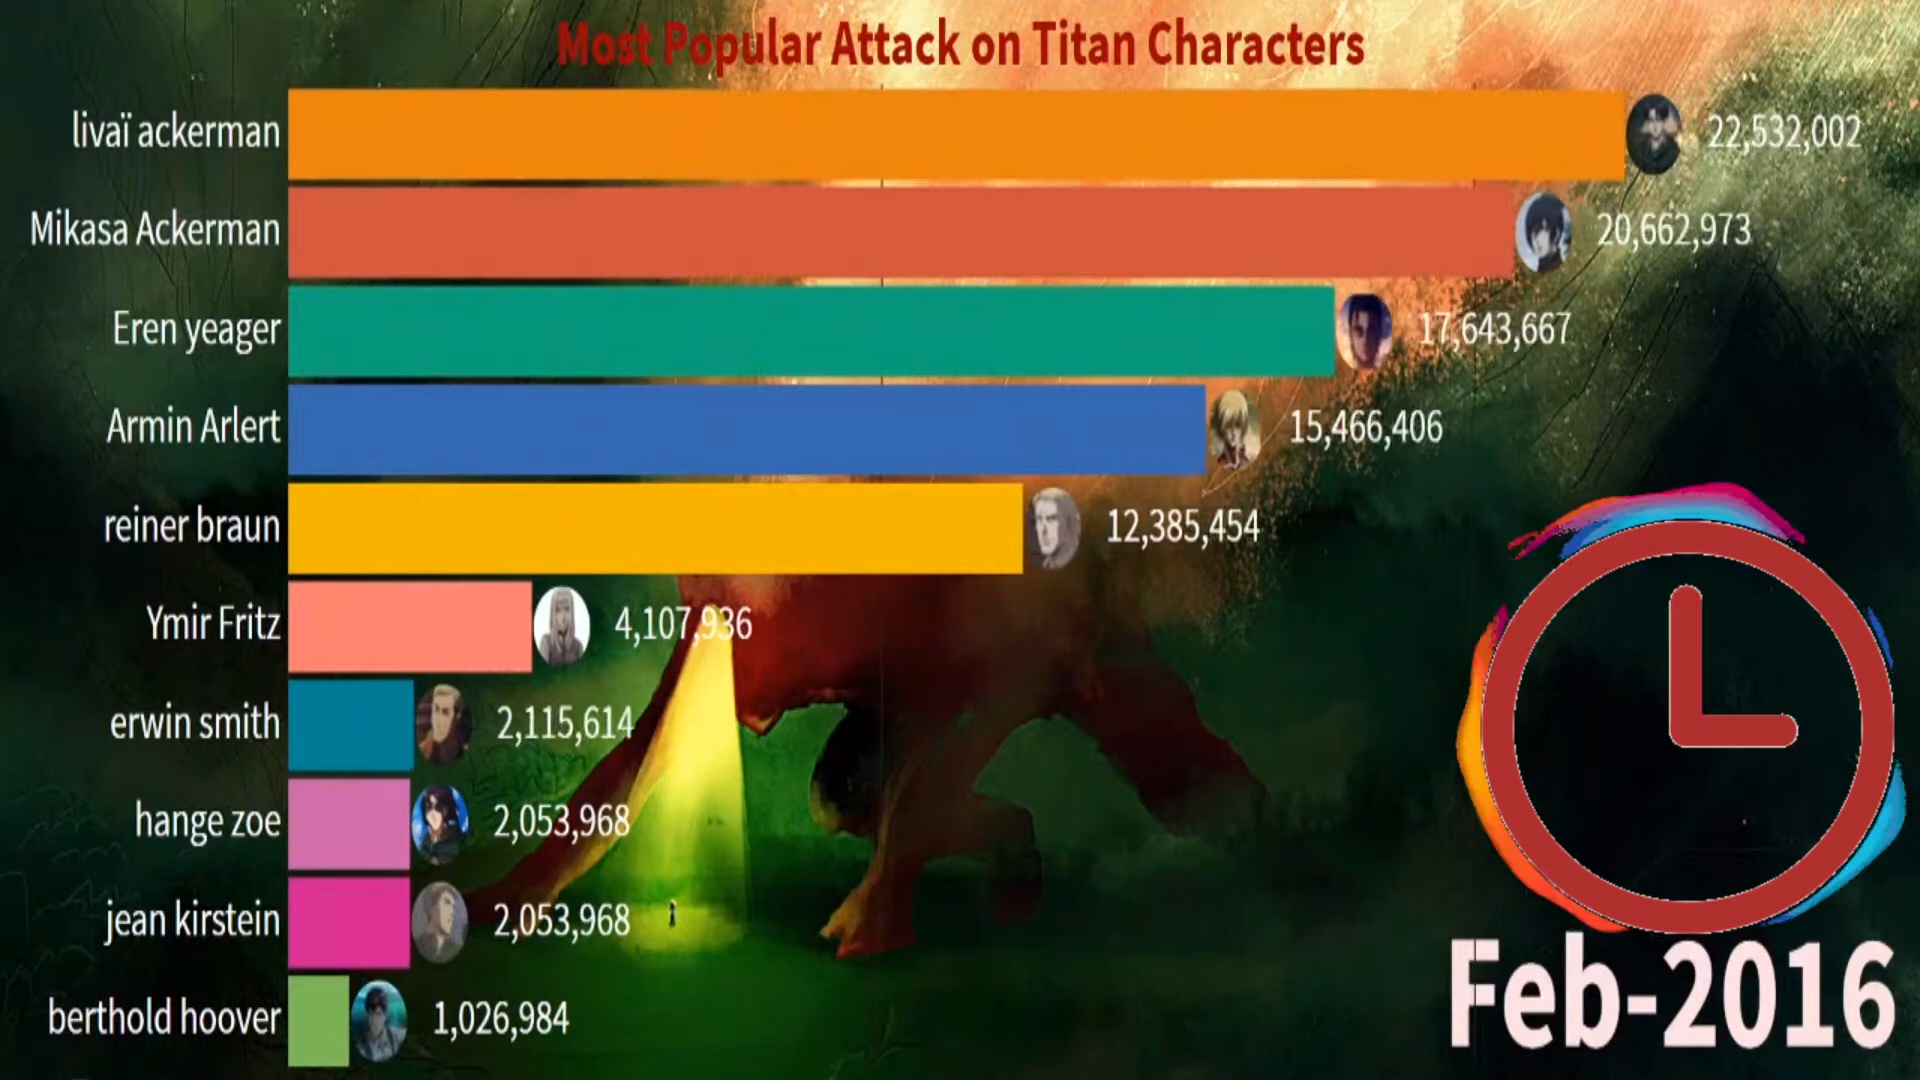 Most Popular Attack on Titan Characters
livaï ackerman 22,532,002
Mikasa Ackerman 20,662,973
Eren yeager 17,643,667
Armin Arlert 15,466,406
reiner braun 12,385,454
Ymir Fritz 4,107,936
erwin smith 2,115,614
hange zoe 2,053,968
jean kirstein 2,053,968
berthold hoover 1,026,984
Feb-2016